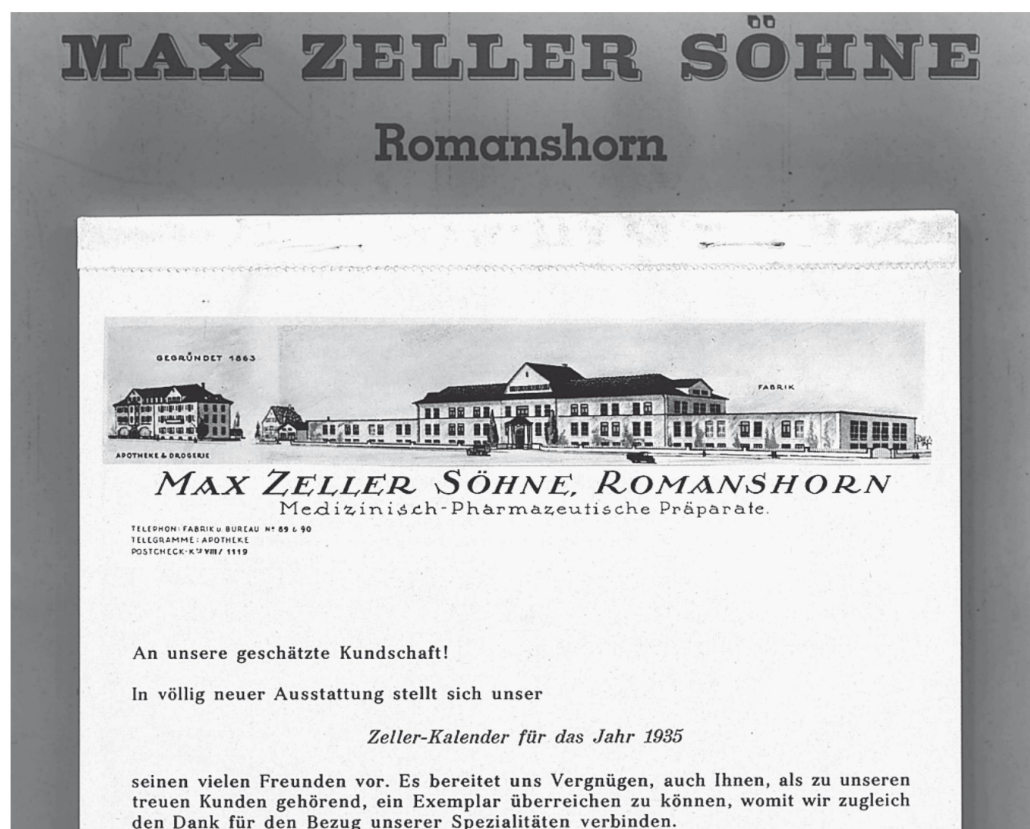 MAX ZELLER SÖHNE
Romanshorn
GEGRÜNDET 1863
FABRIK
APOTHEKE & DROGERIE
MAX ZELLER SÖHNE, ROMANSHORN
Medizinisch-Pharmazeutische Präparate.
TELEPHON: FABRIK u. BUREAU No 89 & 90
TELEGRAMME: APOTHEKE
POSTCHECK-Kto VIII/ 1119
An unsere geschätzte Kundschaft!
In völlig neuer Ausstattung stellt sich unser
Zeller-Kalender für das Jahr 1935
seinen vielen Freunden vor. Es bereitet uns Vergnügen, auch Ihnen, als zu unseren
treuen Kunden gehörend, ein Exemplar überreichen zu können, womit wir zugleich
den Dank für den Bezug unserer Spezialitäten verbinden.